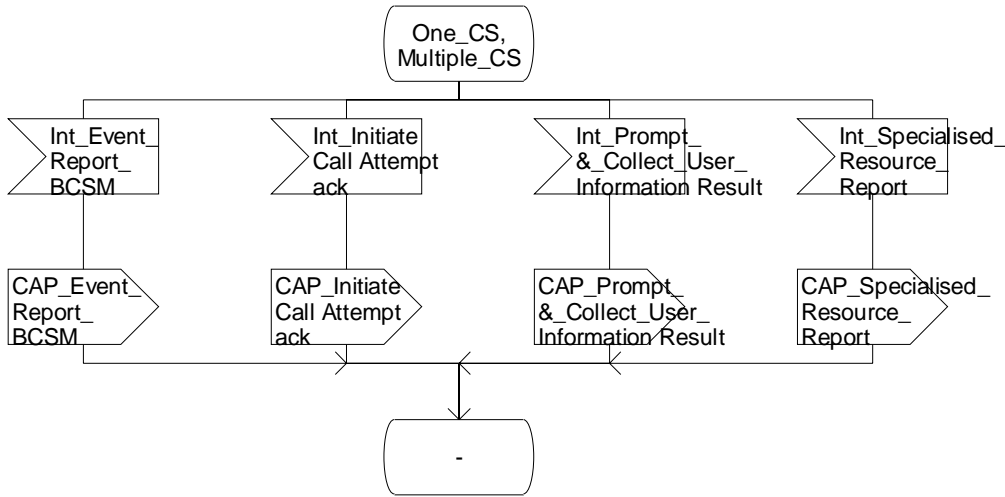 One_CS,
Multiple_CS
Int_Event_
Report_
BCSM
Int_Initiate
Call Attempt
ack
Int_Prompt_
&_Collect_User_
Information Result
Int_Specialised_
Resource_
Report
CAP_Event_
Report_
BCSM
CAP_Initiate
Call Attempt
ack
CAP_Prompt_
&_Collect_User_
Information Result
CAP_Specialised_
Resource_
Report
-